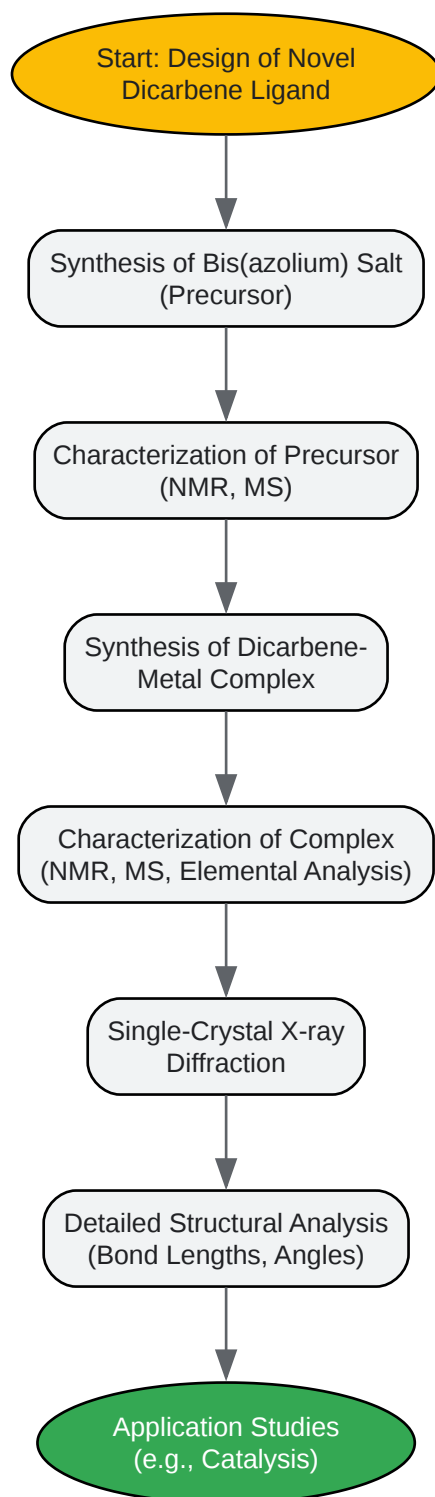 Start: Design of Novel
Dicarbene Ligand
Synthesis of Bis(azolium) Salt
(Precursor)
Characterization of Precursor
(NMR, MS)
Synthesis of Dicarbene-
Metal Complex
Characterization of Complex
(NMR, MS, Elemental Analysis)
Single-Crystal X-ray
Diffraction
Detailed Structural Analysis
(Bond Lengths, Angles)
Application Studies
(e.g., Catalysis)